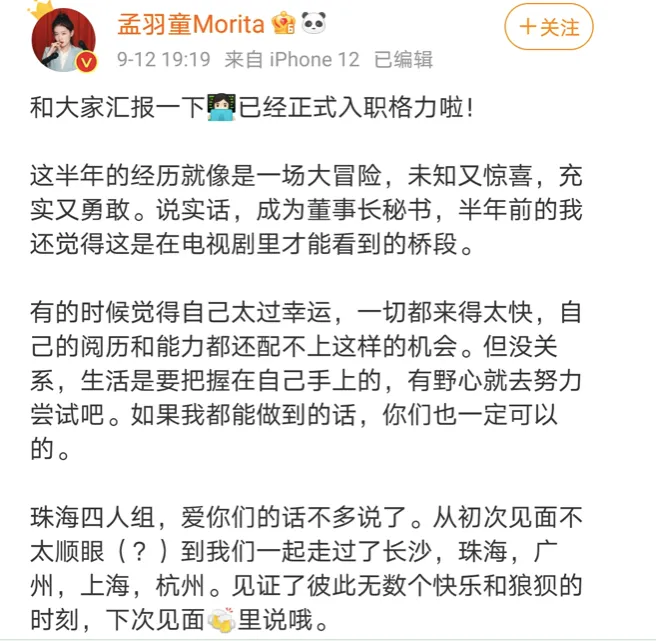 孟羽童Morita
+关注
9-12 19:19 来自 iPhone 12 已编辑
和大家汇报一下👩🏻‍💻已经正式入职格力啦！
这半年的经历就像是一场大冒险，未知又惊喜，充
实又勇敢。说实话，成为董事长秘书，半年前的我
还觉得这是在电视剧里才能看到的桥段。
有的时候觉得自己太过幸运，一切都来得太快，自
己的阅历和能力都还配不上这样的机会。但没关
系，生活是要把握在自己手上的，有野心就去努力
尝试吧。如果我都能做到的话，你们也一定可以
的。
珠海四人组，爱你们的话不多说了。从初次见面不
太顺眼（？）到我们一起走过了长沙，珠海，广
州，上海，杭州。见证了彼此无数个快乐和狼狈的
时刻，下次见面🍻里说哦。